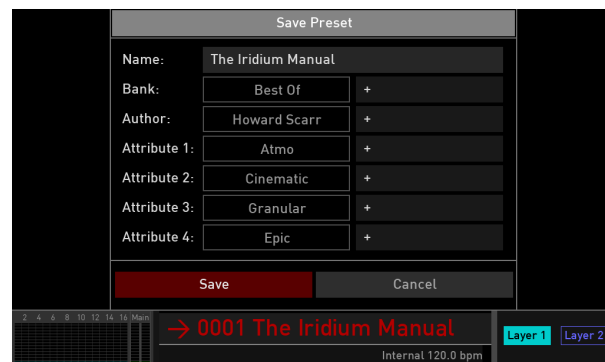 Save Preset
Name: The Iridium Manual
Bank: Best Of +
Author: Howard Scarr +
Attribute 1: Atmo +
Attribute 2: Cinematic +
Attribute 3: Granular +
Attribute 4: Epic +
Save Cancel
2 4 6 8 10 12 14 16 Main
→ 0001 The Iridium Manual
Layer 1 Layer 2
Internal 120.0 bpm